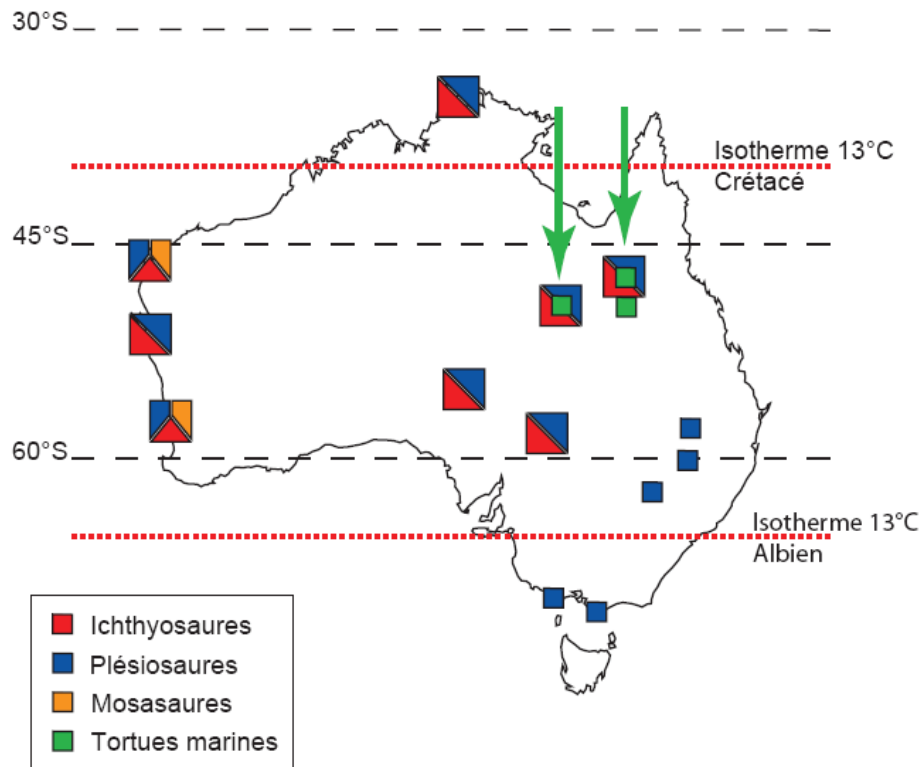 30°S
Isotherme 13°C
Crétacé
45°S
60°S
Isotherme 13°C
Albien
Ichthyosaures
Plésiosaures
Mosasaures
Tortues marines